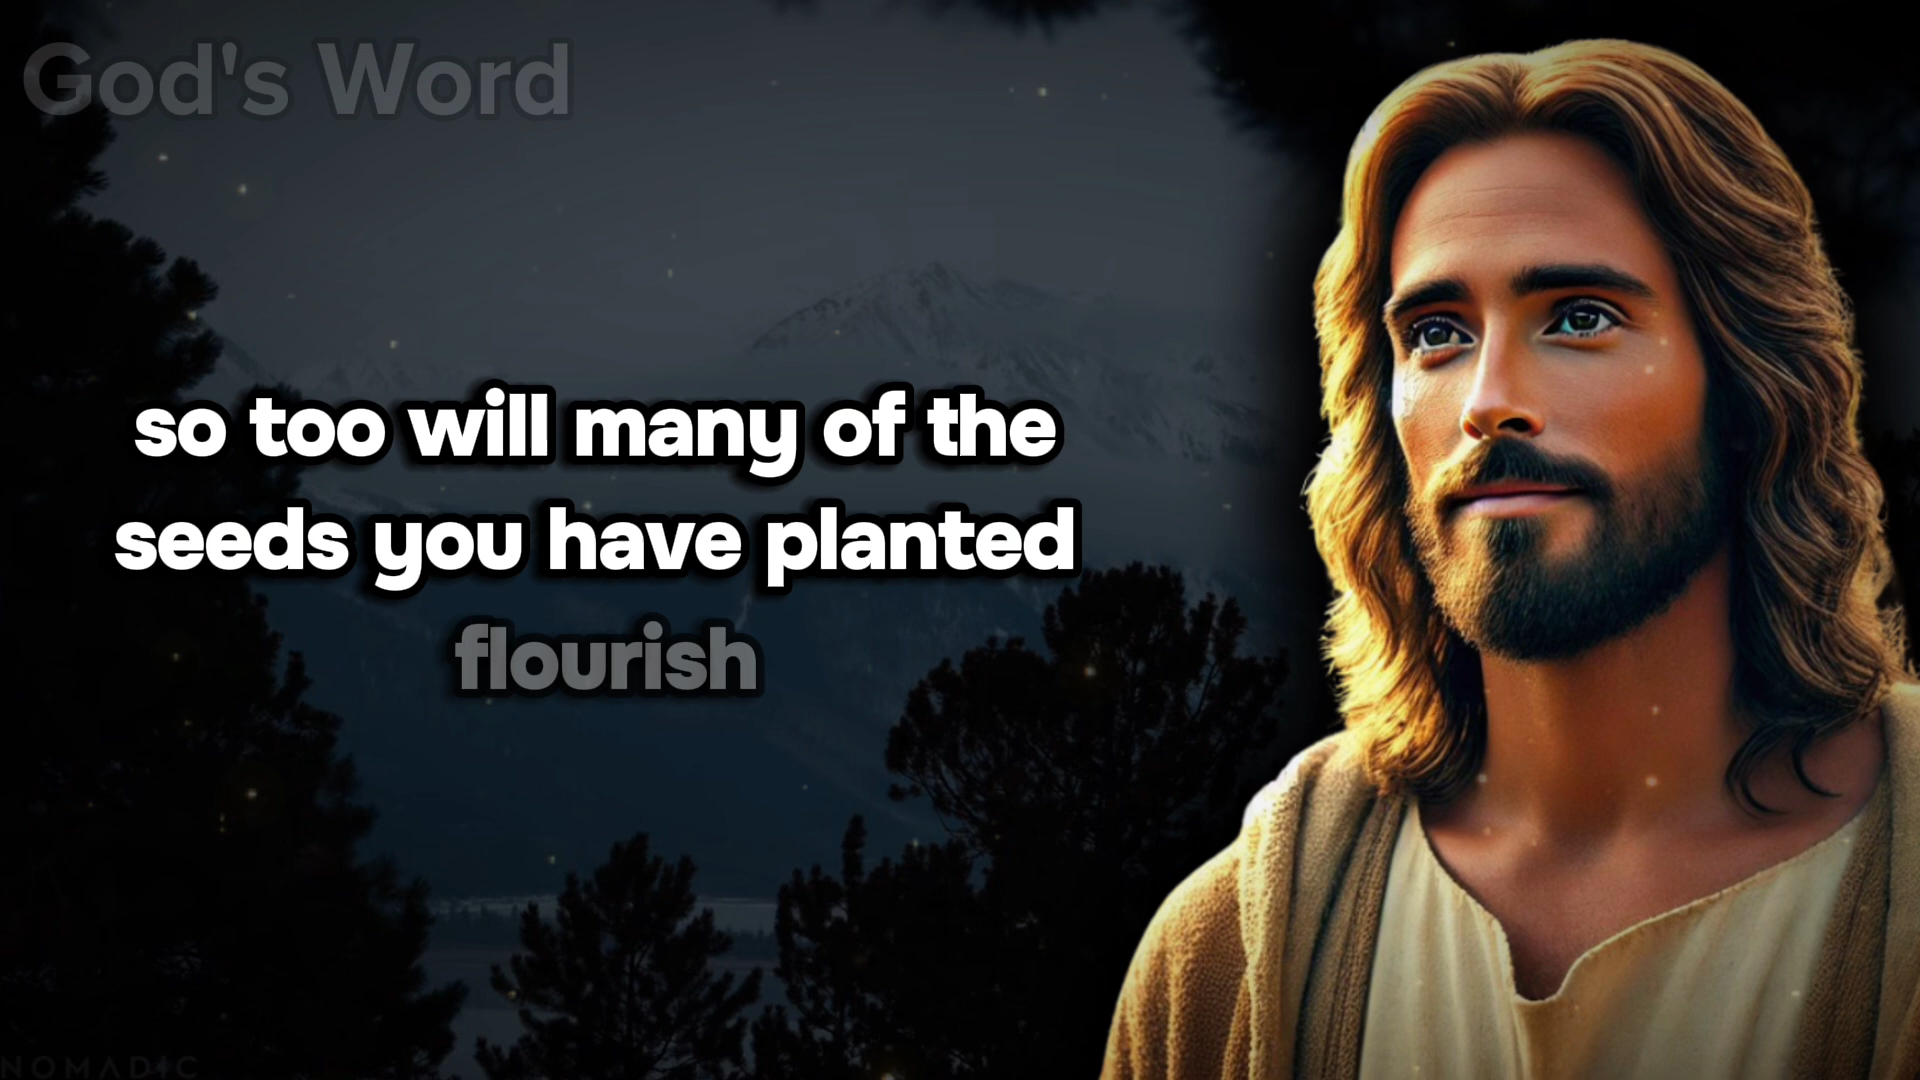 God's Word
so too will many of the
seeds you have planted
flourish
NOMADIC